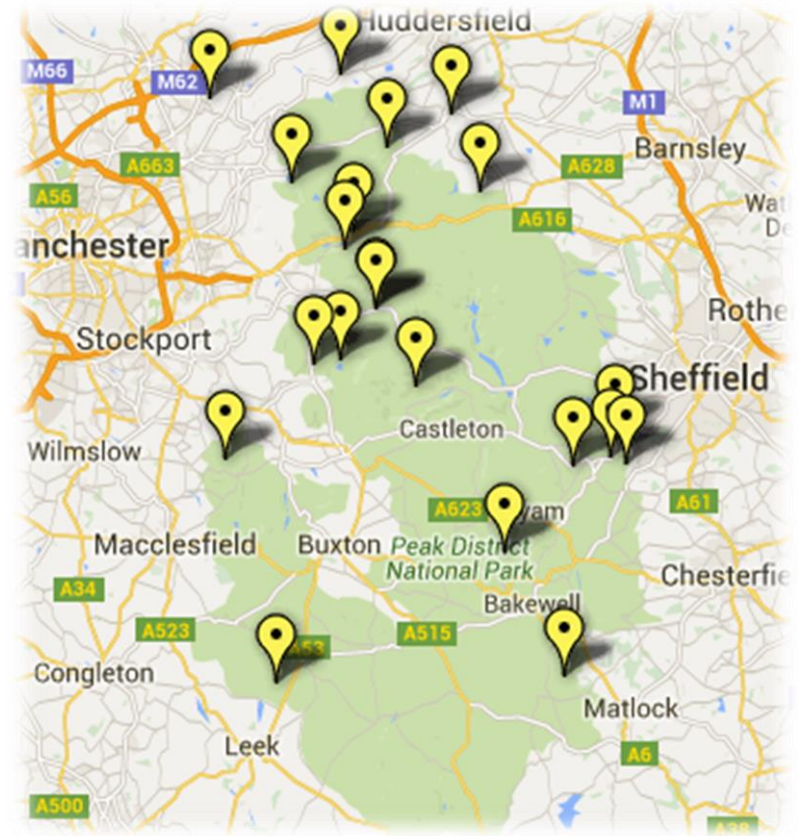 Huddersfield
M66
M62
M1
Barnsley
A663
A628
A56
A616
anchester
Rothe
Stockport
Sheffield
Castleton
Wilmslow
A623
yam
A61
Macclesfield
Buxton
Peak District
National Park
Chesterfie
A34
Bakewell
A523
A515
A53
Congleton
Matlock
Leek
A6
A500